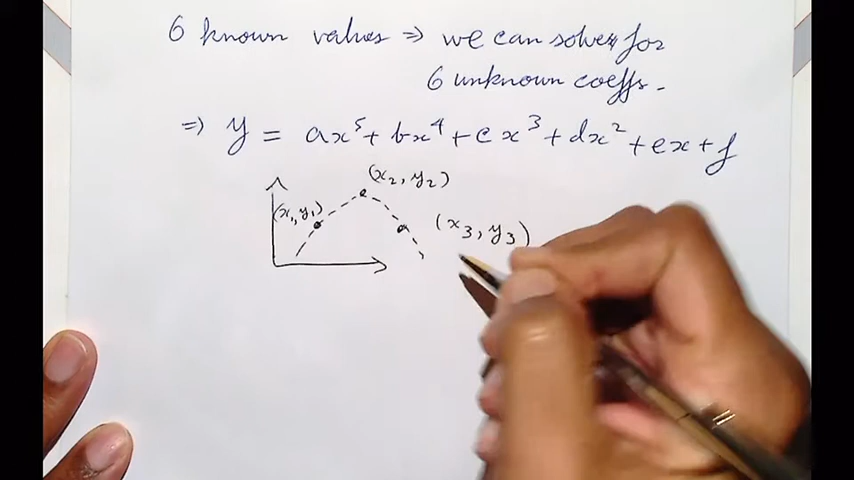 6 known values ⇒ we can solve for
6 unknown coeffs.
⇒ y = ax⁵ + bx⁴ + cx³ + dx² + ex + f
(x₂, y₂)
(x₁, y₁)
(x₃, y₃)